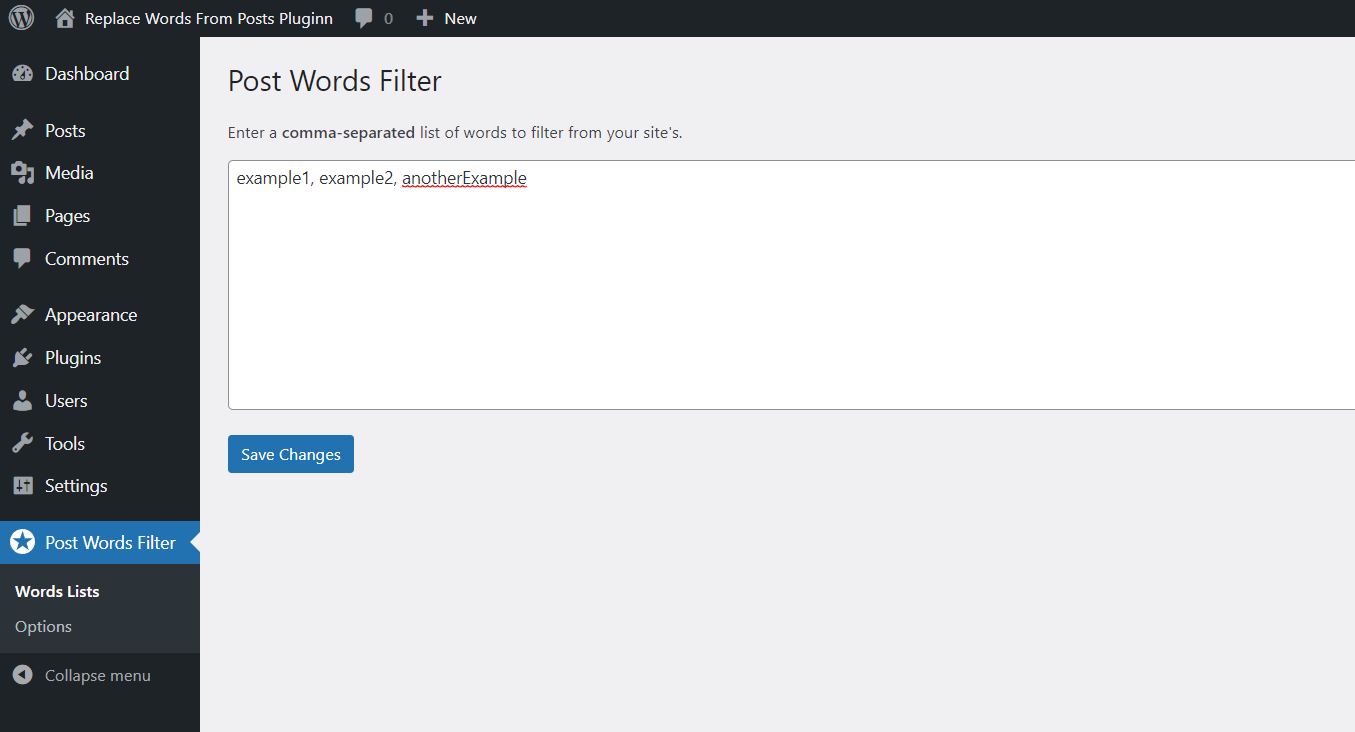 Replace Words From Posts Pluginn 0 New
Dashboard
Posts
Media
Pages
Comments
Appearance
Plugins
Users
Tools
Settings
Post Words Filter
Words Lists
Options
Collapse menu
Post Words Filter
Enter a comma-separated list of words to filter from your site's.
example1, example2, anotherExample
Save Changes